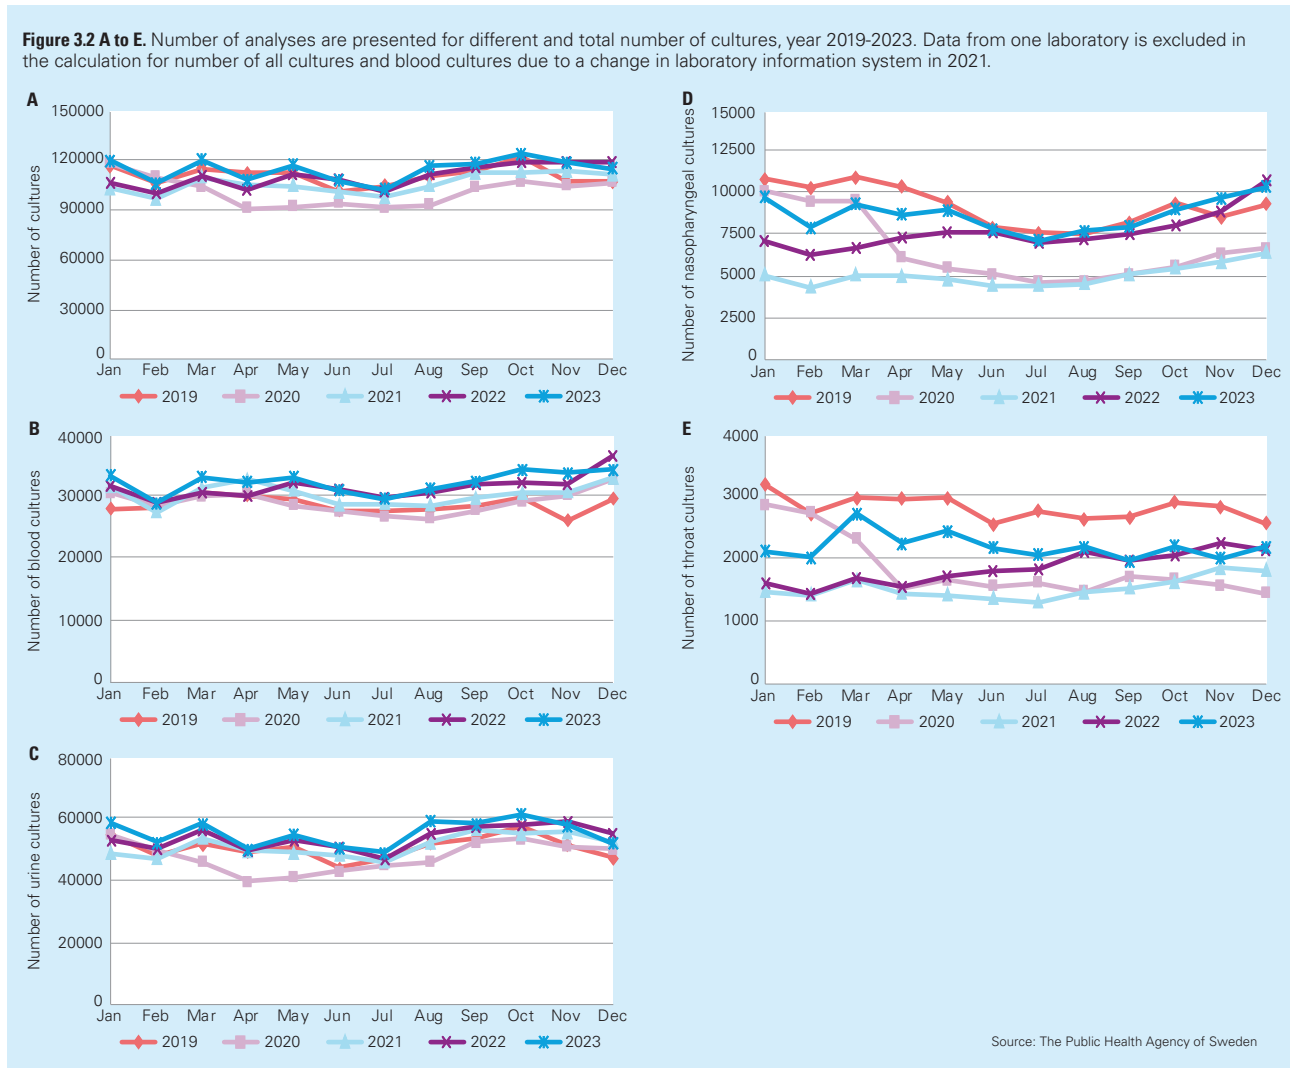 Figure 3.2 A to E. Number of analyses are presented for different and total number of cultures, year 2019-2023. Data from one laboratory is excluded in
the calculation for number of all cultures and blood cultures due to a change in laboratory information system in 2021.
A
Number of cultures
150000
120000
90000
60000
30000
0
Jan Feb Mar Apr May Jun Jul Aug Sep Oct Nov Dec
2019 2020 2021 2022 2023
B
Number of blood cultures
40000
30000
20000
10000
0
Jan Feb Mar Apr May Jun Jul Aug Sep Oct Nov Dec
2019 2020 2021 2022 2023
C
Number of urine cultures
80000
60000
40000
20000
0
Jan Feb Mar Apr May Jun Jul Aug Sep Oct Nov Dec
2019 2020 2021 2022 2023
D
Number of nasopharyngeal cultures
15000
12500
10000
7500
5000
2500
0
Jan Feb Mar Apr May Jun Jul Aug Sep Oct Nov Dec
2019 2020 2021 2022 2023
E
Number of throat cultures
4000
3000
2000
1000
0
Jan Feb Mar Apr May Jun Jul Aug Sep Oct Nov Dec
2019 2020 2021 2022 2023
Source: The Public Health Agency of Sweden